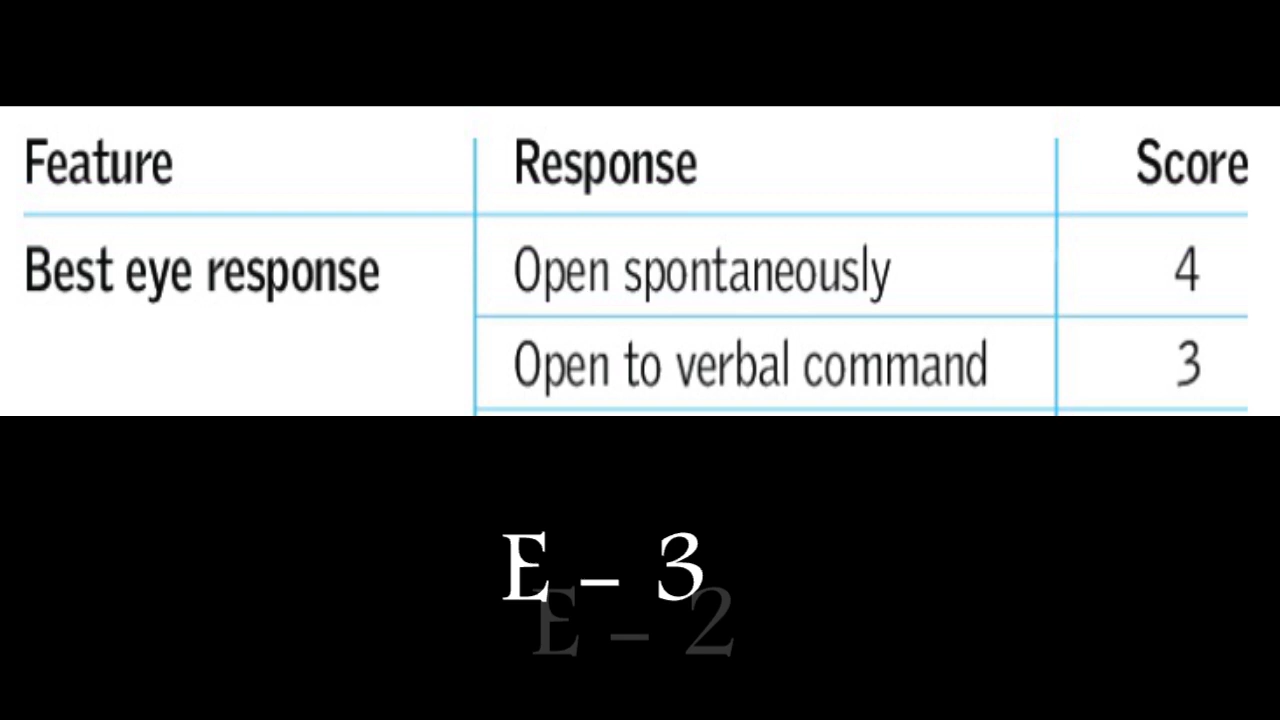 Feature Response Score
Best eye response Open spontaneously 4
Open to verbal command 3
E – 3
E – 2